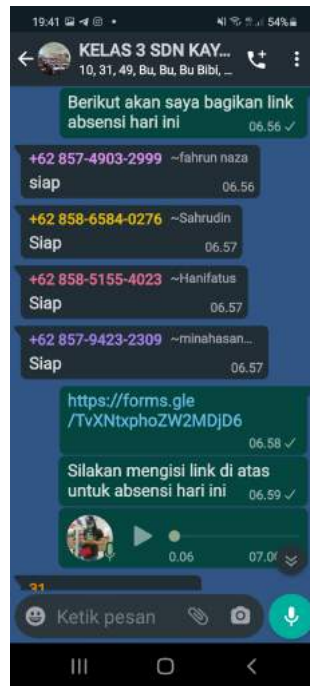 19:41
54%
KELAS 3 SDN KAY...
10, 31, 49, Bu, Bu, Bu Bibi, ...
Berikut akan saya bagikan link
absensi hari ini
06.56
+62 857-4903-2999 ~fahrun naza
siap
06.56
+62 858-6584-0276 ~Sahrudin
Siap
06.57
+62 858-5155-4023 ~Hanifatus
Siap
06.57
+62 857-9423-2309 ~minahasan...
Siap
06.57
https://forms.gle
/TvXNtxphoZW2MDjD6
06.58
Silakan mengisi link di atas
untuk absensi hari ini
06.59
0.06
31
Ketik pesan